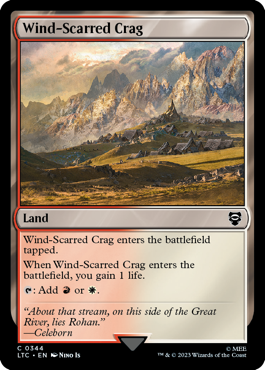 Wind-Scarred Crag
Land
Wind-Scarred Crag enters the battlefield
tapped.
When Wind-Scarred Crag enters the
battlefield, you gain 1 life.
: Add or .
"About that stream, on this side of the Great
River, lies Rohan."
—Celeborn
C 0344
LTC • EN Nino Is
© MEE
™ & © 2023 Wizards of the Coast